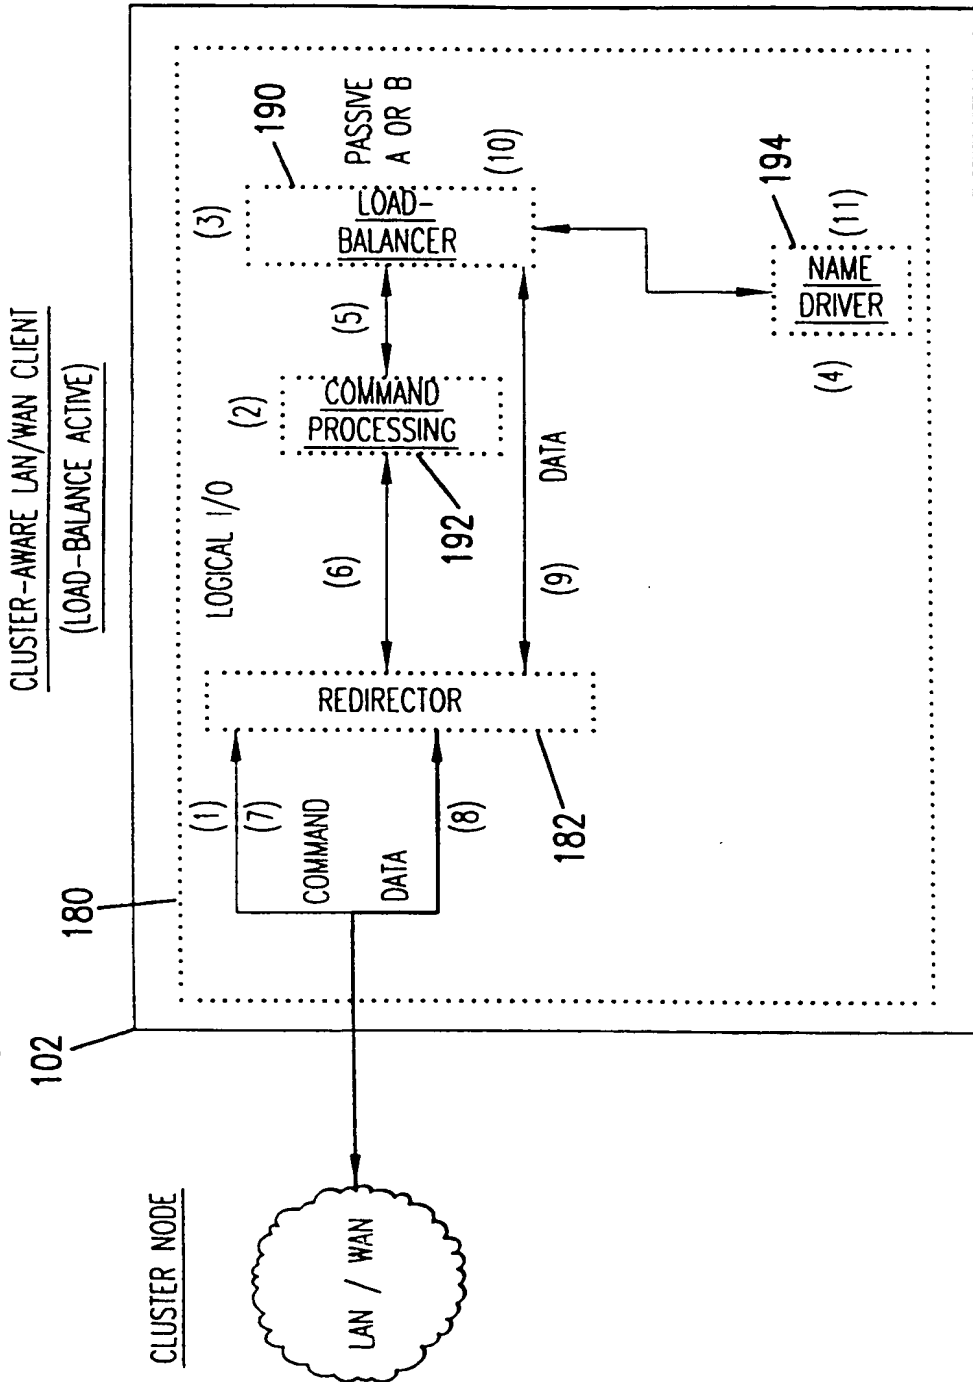 CLUSTER-AWARE LAN/WAN CLIENT
(LOAD-BALANCE ACTIVE)
CLUSTER NODE
LAN / WAN
102
180
(1)
(7)
COMMAND
DATA
(8)
REDIRECTOR
182
LOGICAL I/O
(6)
(2)
COMMAND
PROCESSING
192
(5)
(9)
DATA
(3)
LOAD-
BALANCER
190
PASSIVE
A OR B
(10)
NAME
DRIVER
194
(11)
(4)